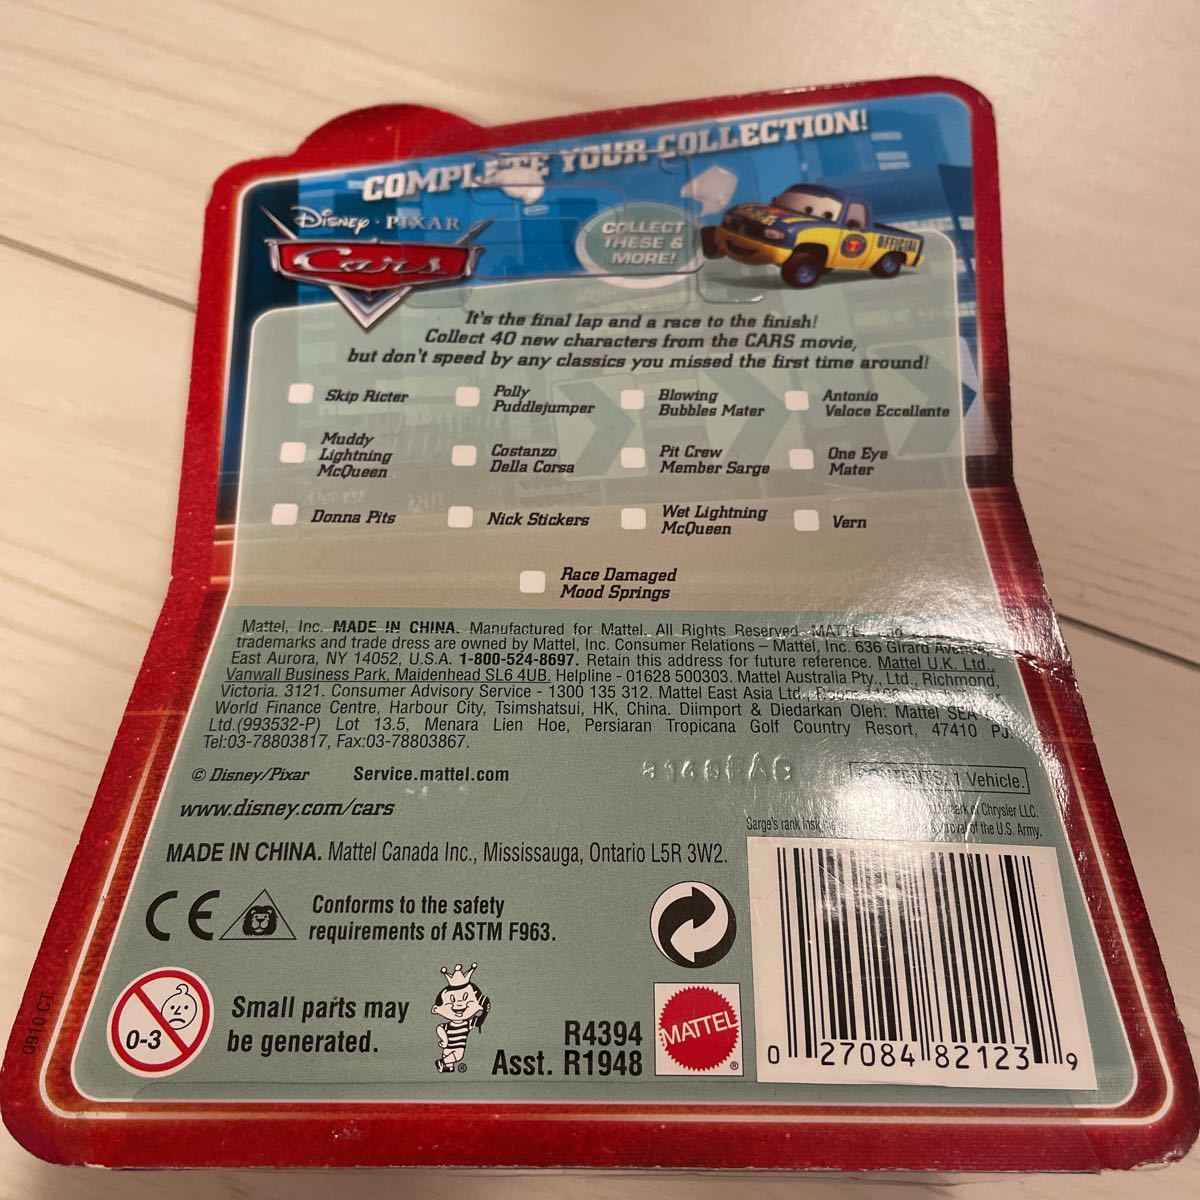 COMPLETE YOUR COLLECTION!
Disney · PIXAR
Cars
COLLECT
THESE &
MORE!
OFFICIAL
It's the final lap and a race to the finish!
Collect 40 new characters from the CARS movie,
but don't speed by any classics you missed the first time around!
Skip Ricter
Polly
Puddlejumper
Blowing
Bubbles Mater
Antonio
Veloce Eccellente
Muddy
Lightning
McQueen
Costanzo
Della Corsa
Pit Crew
Member Sarge
One Eye
Mater
Donna Pits
Nick Stickers
Wet Lightning
McQueen
Vern
Race Damaged
Mood Springs
Mattel, Inc. MADE IN CHINA. Manufactured for Mattel. All Rights Reserved. MATTEL and
trademarks and trade dress are owned by Mattel, Inc. Consumer Relations – Mattel, Inc. 636 Girard Avenue,
East Aurora, NY 14052, U.S.A. 1-800-524-8697. Retain this address for future reference. Mattel U.K. Ltd.,
Vanwall Business Park, Maidenhead SL6 4UB. Helpline - 01628 500303. Mattel Australia Pty., Ltd., Richmond,
Victoria. 3121. Consumer Advisory Service - 1300 135 312. Mattel East Asia Ltd.,
World Finance Centre, Harbour City, Tsimshatsui, HK, China. Diimport & Diedarkan Oleh: Mattel SEA
Ltd.(993532-P) Lot 13.5, Menara Lien Hoe, Persiaran Tropicana Golf Country Resort, 47410 PJ.
Tel:03-78803817, Fax:03-78803867.
© Disney/Pixar
Service.mattel.com
CONTENTS: 1 Vehicle.
www.disney.com/cars
of Chrysler LLC.
Sarge's rank of the U.S. Army.
MADE IN CHINA. Mattel Canada Inc., Mississauga, Ontario L5R 3W2.
CE
Conforms to the safety
requirements of ASTM F963.
0-3
Small parts may
be generated.
®
R4394
Asst. R1948
MATTEL
®
0 27084 82123 9
0910 CT